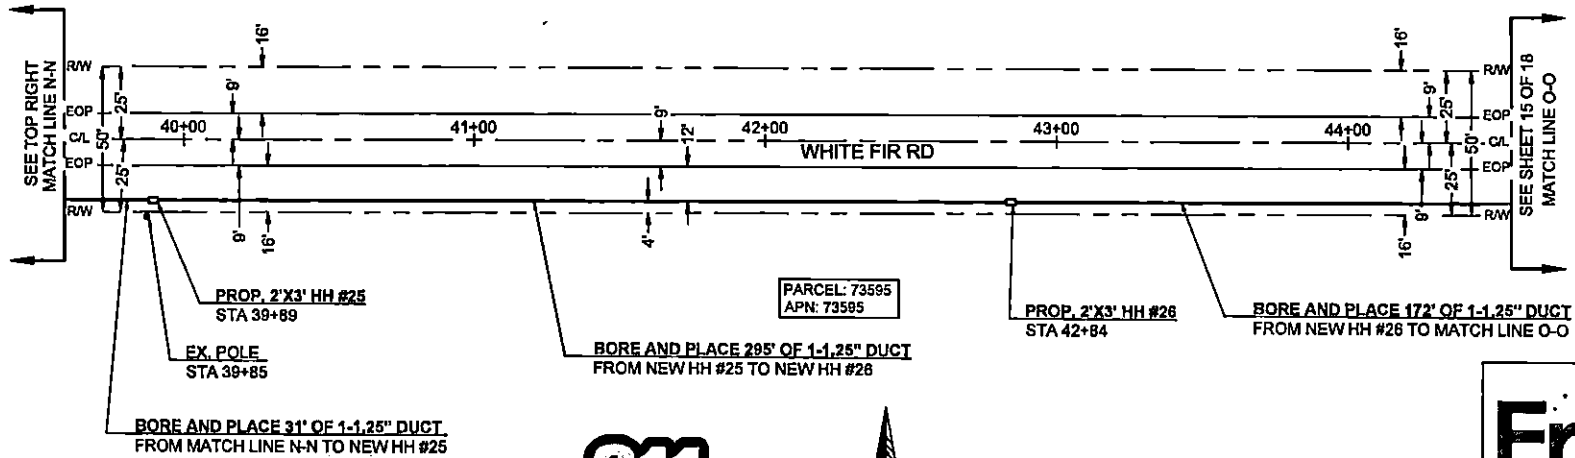 SEE TOP RIGHT
MATCH LINE N-N
R/W
EOP
C/L
EOP
R/W
50'
25'
25'
16'
9'
9'
16'
40+00
41+00
42+00
43+00
44+00
9'
12'
4'
WHITE FIR RD
16'
9'
9'
16'
25'
25'
50'
R/W
EOP
C/L
EOP
R/W
SEE SHEET 15 OF 18
MATCH LINE O-O
PROP. 2'X3' HH #25
STA 39+89
EX. POLE
STA 39+85
BORE AND PLACE 31' OF 1-1.25" DUCT
FROM MATCH LINE N-N TO NEW HH #25
BORE AND PLACE 295' OF 1-1.25" DUCT
FROM NEW HH #25 TO NEW HH #26
PARCEL: 73595
APN: 73595
PROP. 2'X3' HH #26
STA 42+84
BORE AND PLACE 172' OF 1-1.25" DUCT
FROM NEW HH #26 TO MATCH LINE O-O